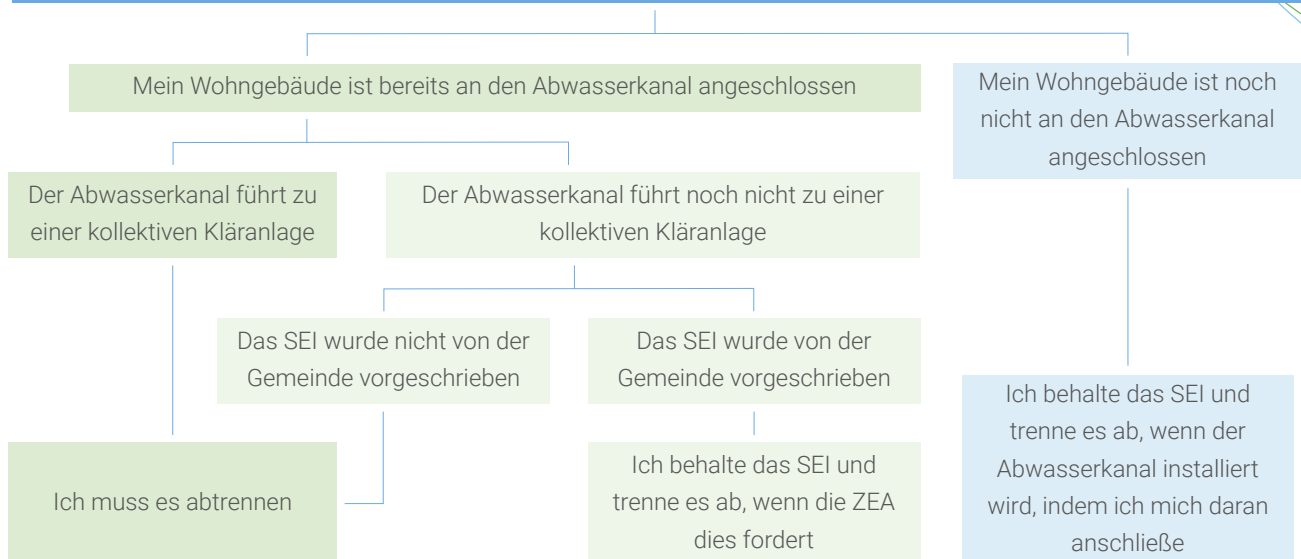 Mein Wohngebäude ist bereits an den Abwasserkanal angeschlossen
Mein Wohngebäude ist noch
nicht an den Abwasserkanal
angeschlossen
Der Abwasserkanal führt zu
einer kollektiven Kläranlage
Der Abwasserkanal führt noch nicht zu einer
kollektiven Kläranlage
Das SEI wurde nicht von der
Gemeinde vorgeschrieben
Das SEI wurde von der
Gemeinde vorgeschrieben
Ich muss es abtrennen
Ich behalte das SEI und
trenne es ab, wenn die ZEA
dies fordert
Ich behalte das SEI und
trenne es ab, wenn der
Abwasserkanal installiert
wird, indem ich mich daran
anschließe